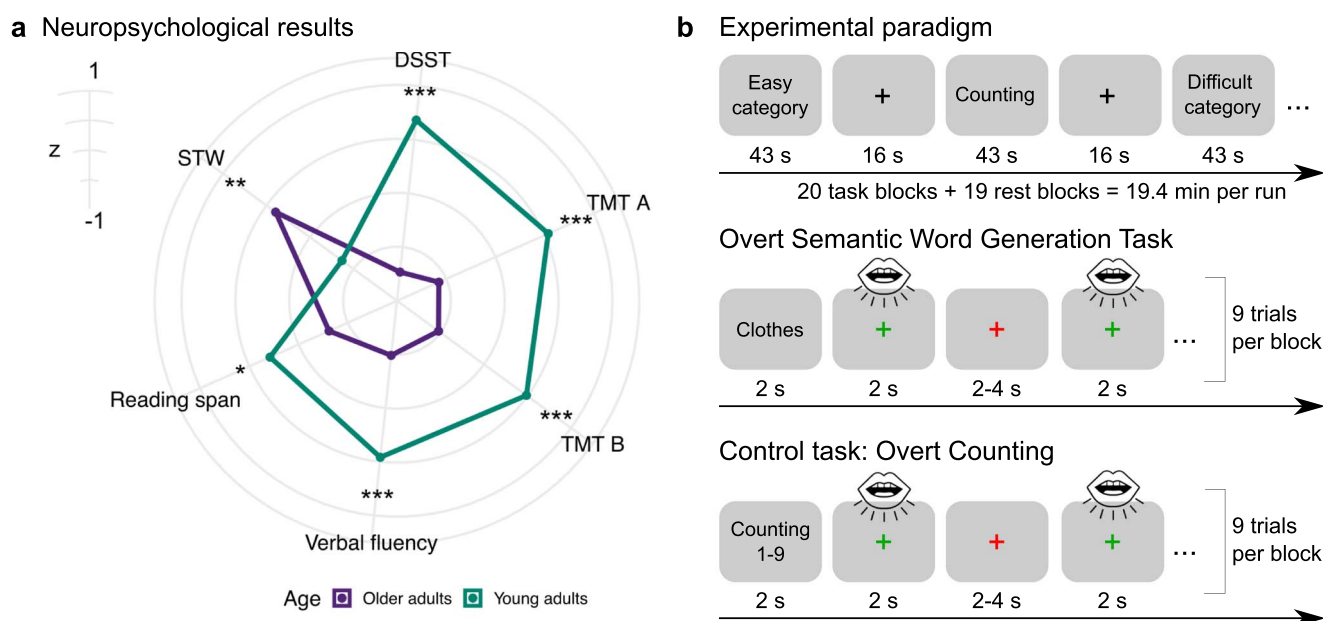 a Neuropsychological results
1
z
-1
DSST
***
STW
**
TMT A
***
Reading span
*
***
TMT B
***
Verbal fluency
Age Older adults Young adults
b Experimental paradigm
Easy
category
+
Counting
+
Difficult
category
...
43 s 16 s 43 s 16 s 43 s
20 task blocks + 19 rest blocks = 19.4 min per run
Overt Semantic Word Generation Task
Clothes
+
+
+
...
9 trials
per block
2 s 2 s 2-4 s 2 s
Control task: Overt Counting
Counting
1-9
+
+
+
...
9 trials
per block
2 s 2 s 2-4 s 2 s